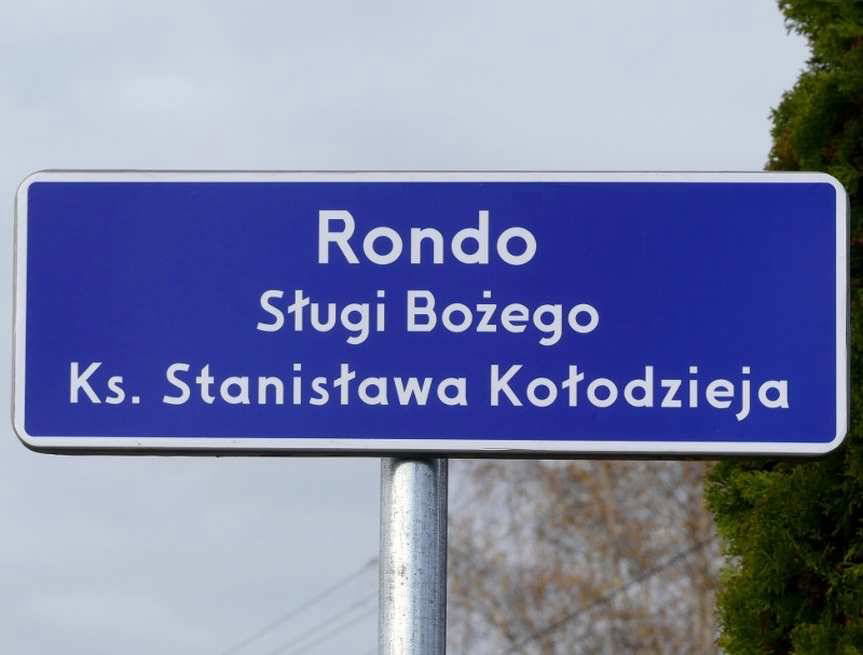 Rondo
Sługi Bożego
Ks. Stanisława Kołodzieja